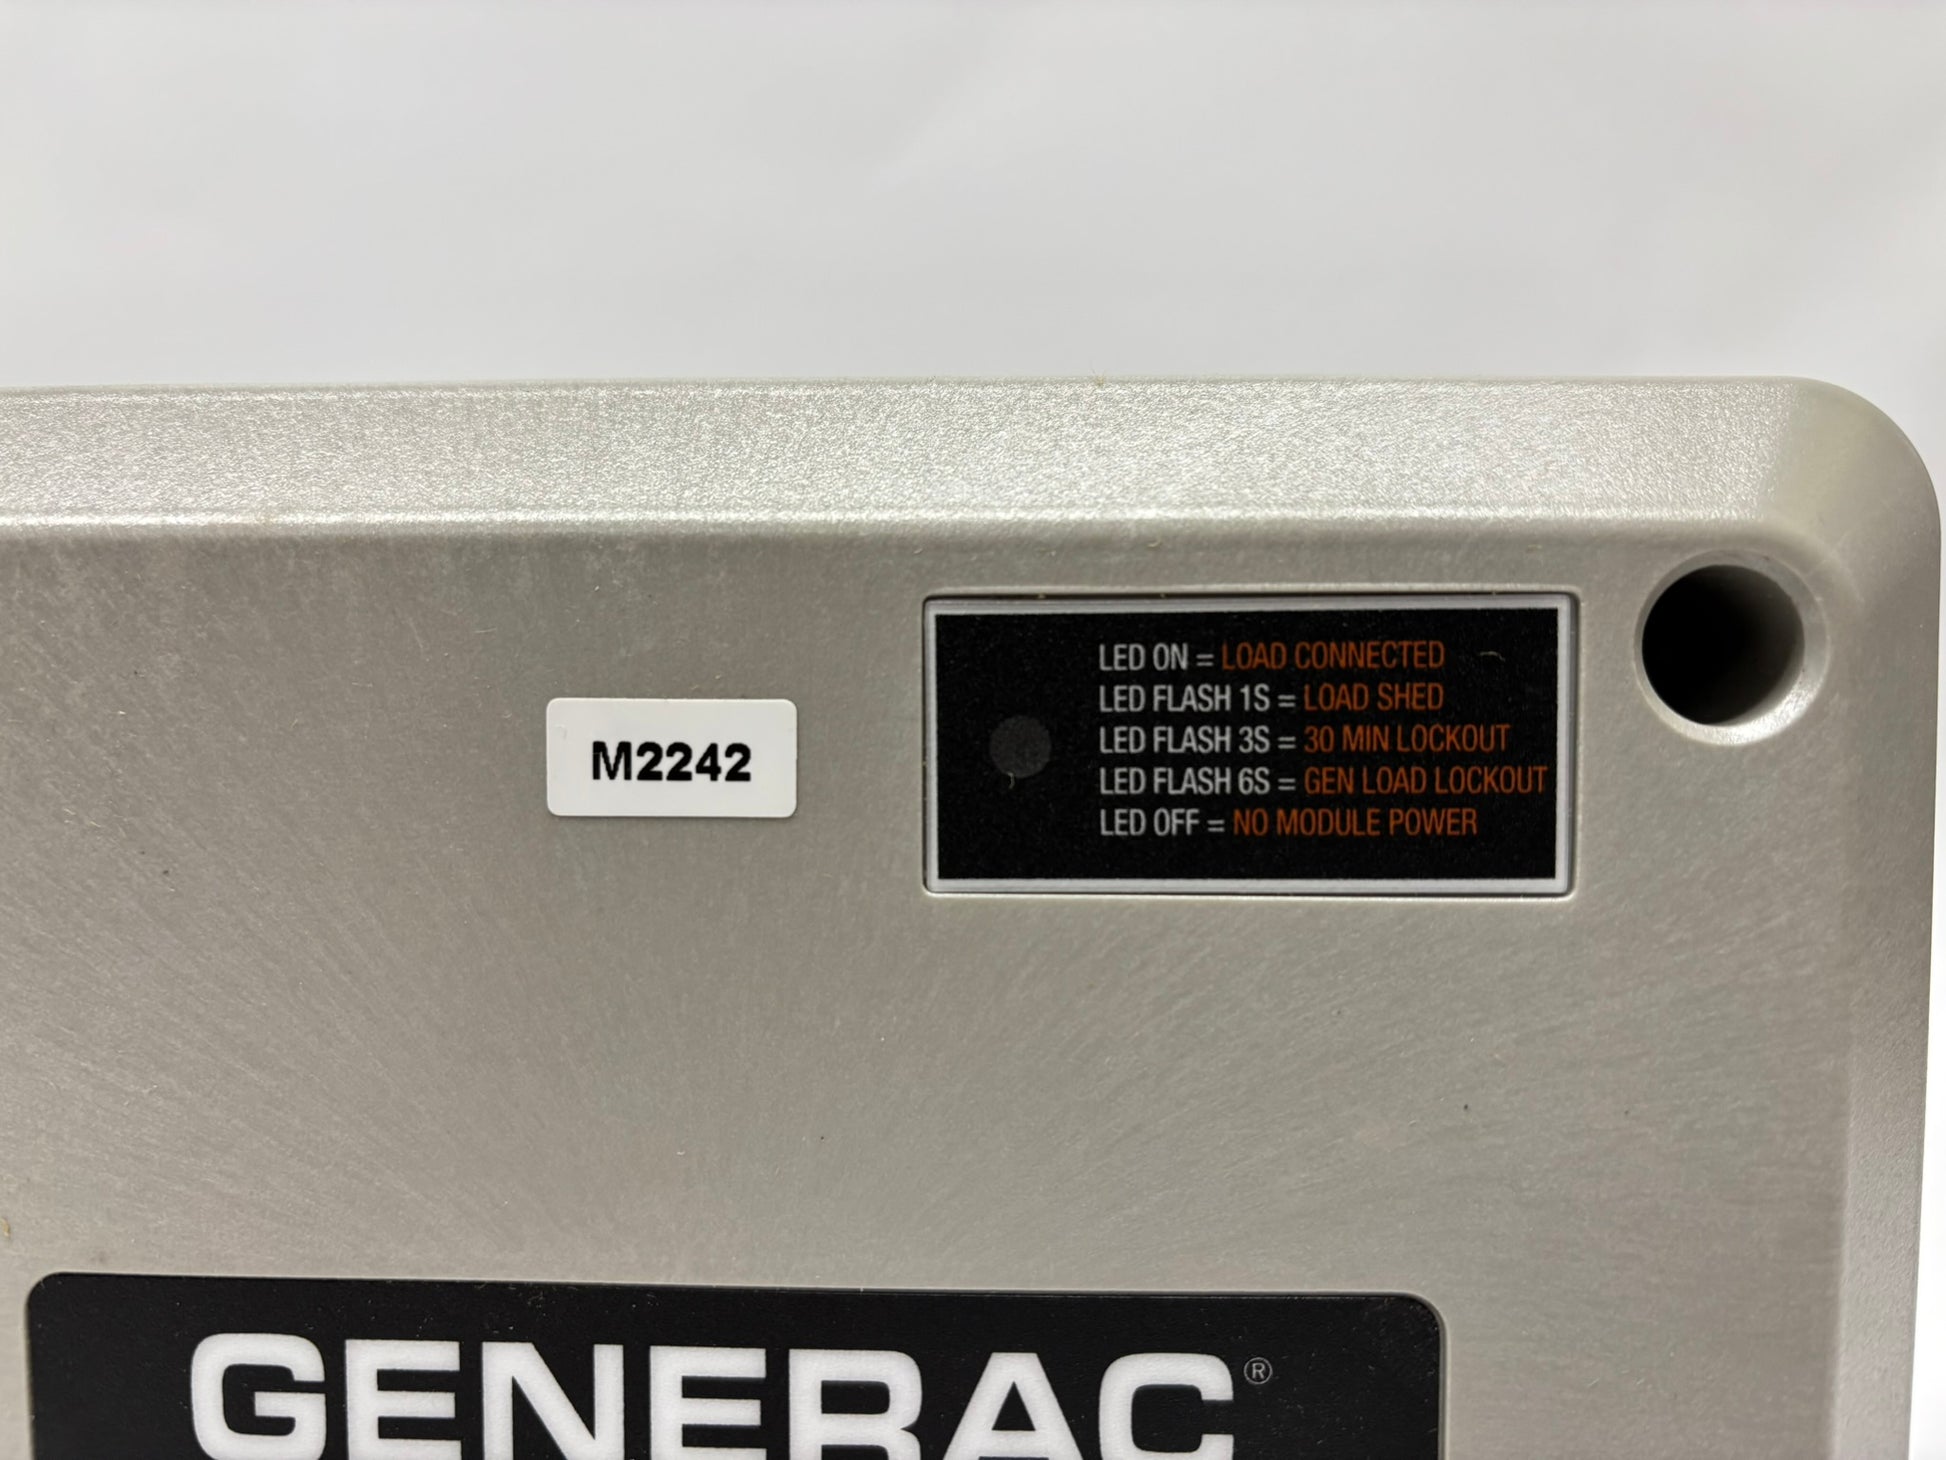 LED ON = LOAD CONNECTED
LED FLASH 1S = LOAD SHED
LED FLASH 3S = 30 MIN LOCKOUT
LED FLASH 6S = GEN LOAD LOCKOUT
LED OFF = NO MODULE POWER
M2242
GENERAC®